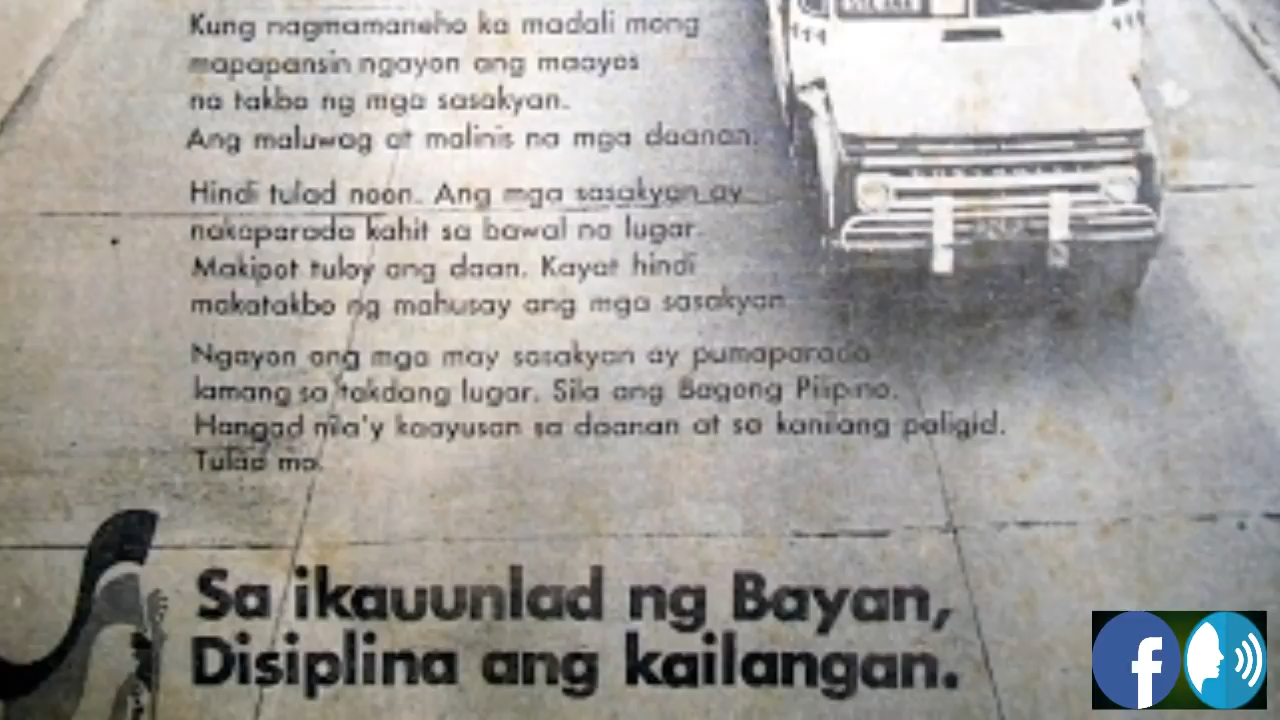 Kung nagmamaneho ka madali mong
mapapansin ngayon ang maayos
na takbo ng mga sasakyan.
Ang maluwag at malinis na mga daanan.
Hindi tulad noon. Ang mga sasakyan ay
nakaparada kahit sa bawal na lugar.
Makipot tuloy ang daan. Kayat hindi
makatakbo ng mahusay ang mga sasakyan
Ngayon ang mga may sasakyan ay pumaparada
lamang sa takdang lugar. Sila ang Bagong Pilipino.
Hangad nila'y kaayusan sa daanan at sa kanilang paligid.
Tulad mo.
Sa ikauunlad ng Bayan,
Disiplina ang kailangan.